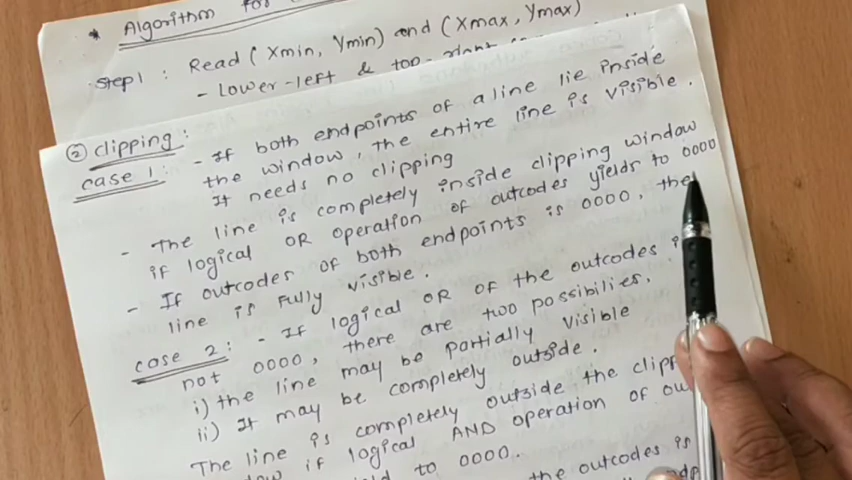 * Algorithm for
Step 1 : Read (Xmin, Ymin) and (Xmax, Ymax)
- Lower-left & top-right
② Clipping :
Case 1 : - If both endpoints of a line lie inside
the window, the entire line is visible.
It needs no clipping
- The line is completely inside clipping window
if logical OR operation of outcodes yields to 0000
- If outcodes of both endpoints is 0000, the
line is fully visible.
Case 2 : - If logical OR of the outcodes is
not 0000, there are two possibilies.
i) the line may be partially visible
ii) It may be completely outside.
The line is completely outside the clipp
if logical AND operation of ou
to 0000.
the outcodes is